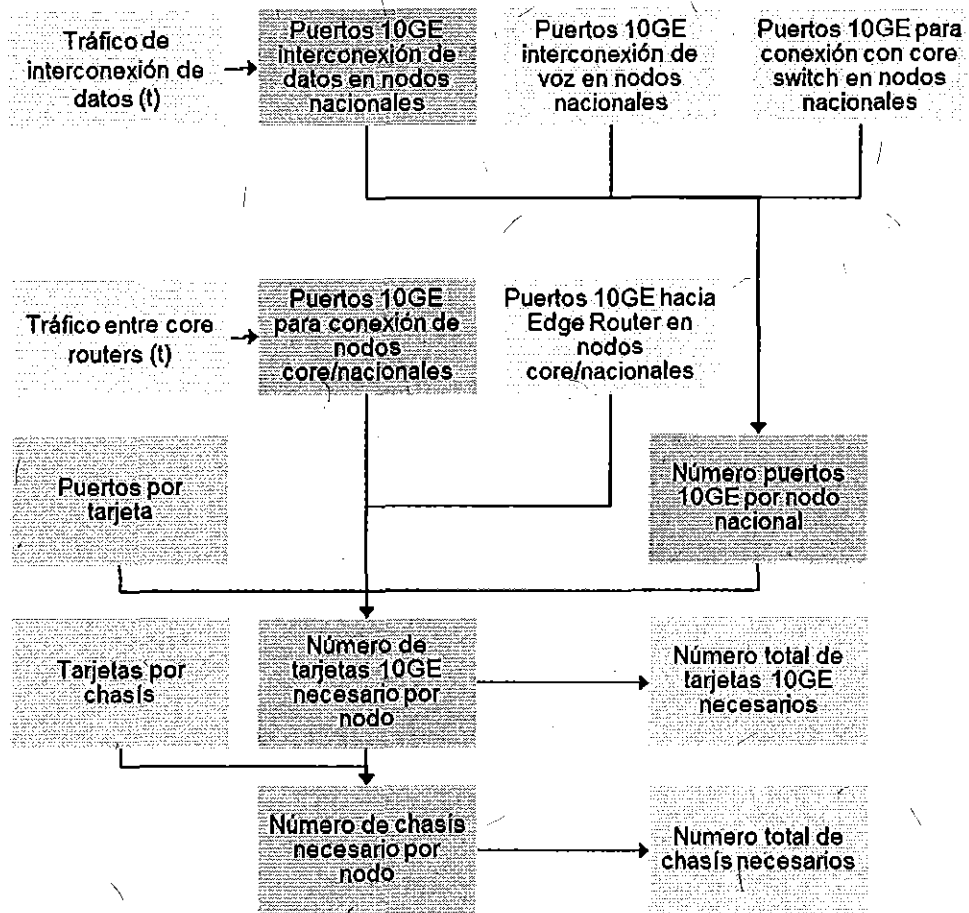 Tráfico de
interconexión de
datos (t)
Puertos 10GE
interconexión de
datos en nodos
nacionales
Puertos 10GE
interconexión de
voz en nodos
nacionales
Puertos 10GE para
conexión con core
switch en nodos
nacionales
Tráfico entre core
routers (t)
Puertos 10GE
para conexión de
nodos
core/nacionales
Puertos 10GE hacia
Edge Router en
nodos
core/nacionales
Puertos por
tarjeta
Número puertos
10GE por nodo
nacional
Tarjetas por
chasís
Número de
tarjetas 10GE
necesario por
nodo
Número total de
tarjetas 10GE
necesarios
Número de chasís
necesario por
nodo
Numero total de
chasís necesarios